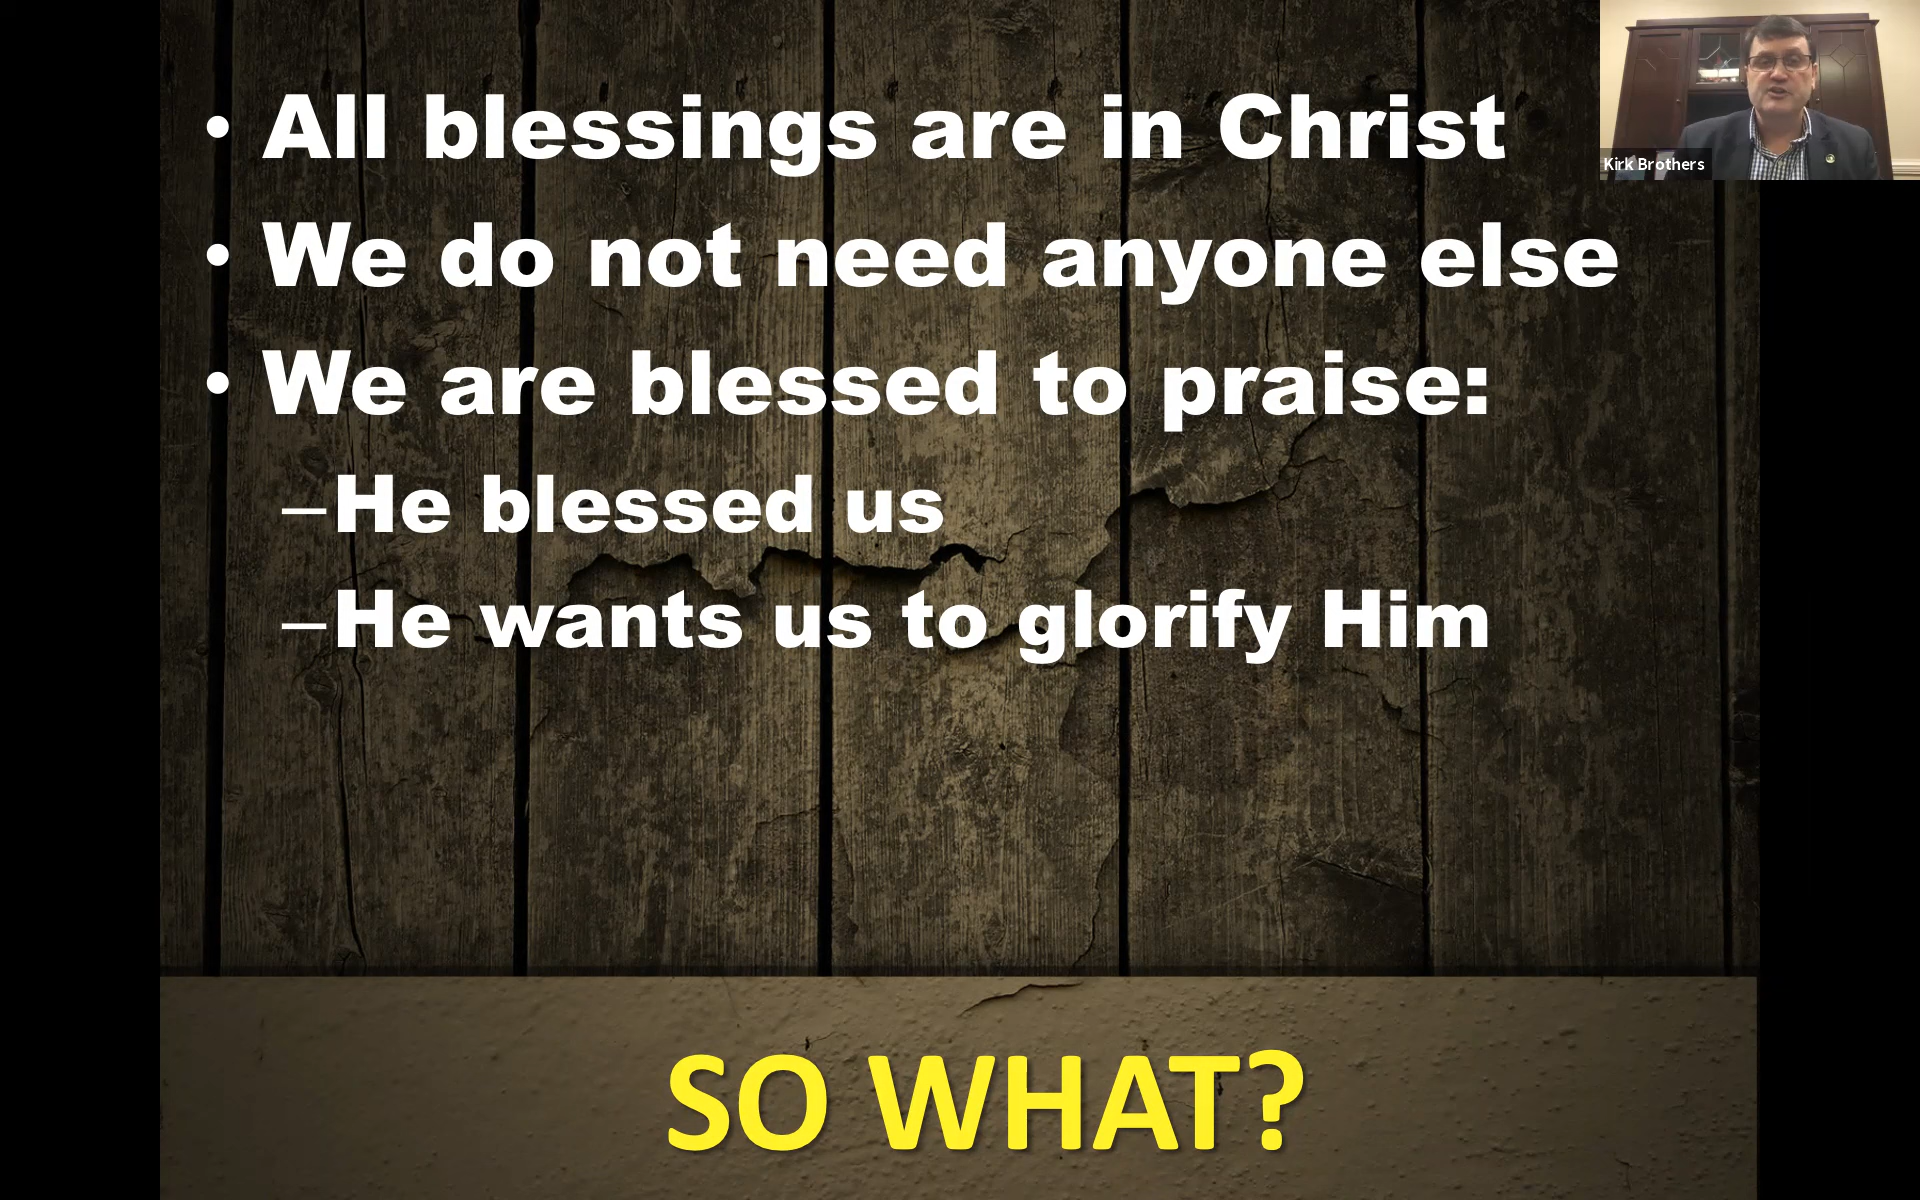 • All blessings are in Christ
• We do not need anyone else
• We are blessed to praise:
–He blessed us
–He wants us to glorify Him
SO WHAT?
Kirk Brothers